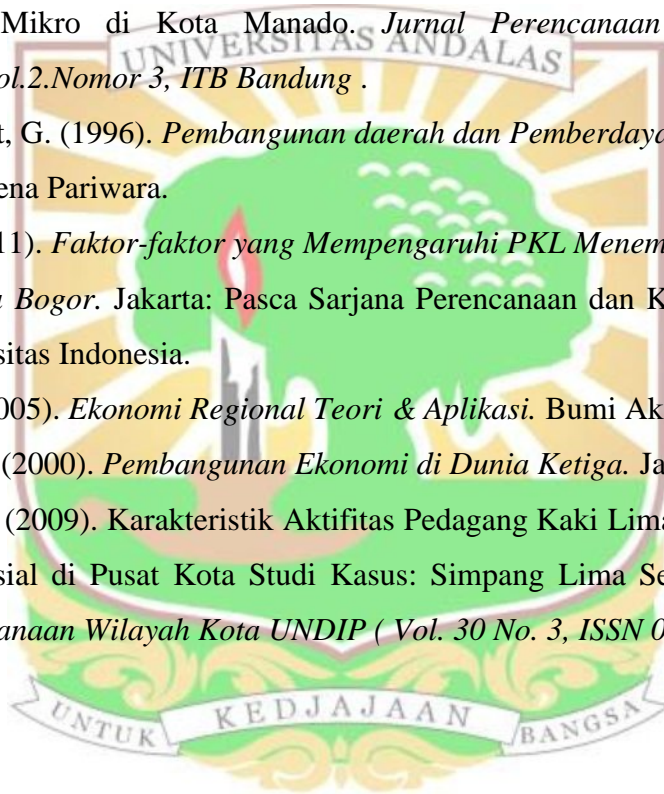 Mikro di Kota Manado. Jurnal Perencanaan
UNIVERSITAS ANDALAS
ol.2.Nomor 3, ITB Bandung .
t, G. (1996). Pembangunan daerah dan Pemberdaya
ena Pariwara.
11). Faktor-faktor yang Mempengaruhi PKL Menem
a Bogor. Jakarta: Pasca Sarjana Perencanaan dan K
sitas Indonesia.
005). Ekonomi Regional Teori & Aplikasi. Bumi Ak
(2000). Pembangunan Ekonomi di Dunia Ketiga. Ja
(2009). Karakteristik Aktifitas Pedagang Kaki Lima
sial di Pusat Kota Studi Kasus: Simpang Lima Se
anaan Wilayah Kota UNDIP ( Vol. 30 No. 3, ISSN 0
UNTUK KEDJAJAAN BANGSA